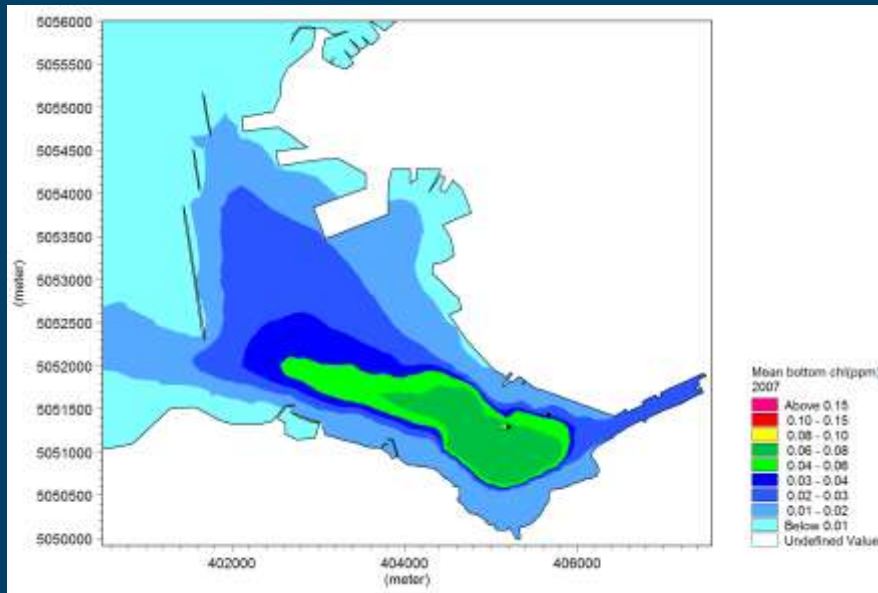 5056000
5055500
5055000
5054500
5054000
5053500
5053000
5052500
5052000
5051500
5051000
5050500
5050000
(meter)
402000 404000 406000
(meter)
Mean bottom chl(ppm)
2007
Above 0.15
0.10 - 0.15
0.08 - 0.10
0.06 - 0.08
0.04 - 0.06
0.03 - 0.04
0.02 - 0.03
0.01 - 0.02
Below 0.01
Undefined Value